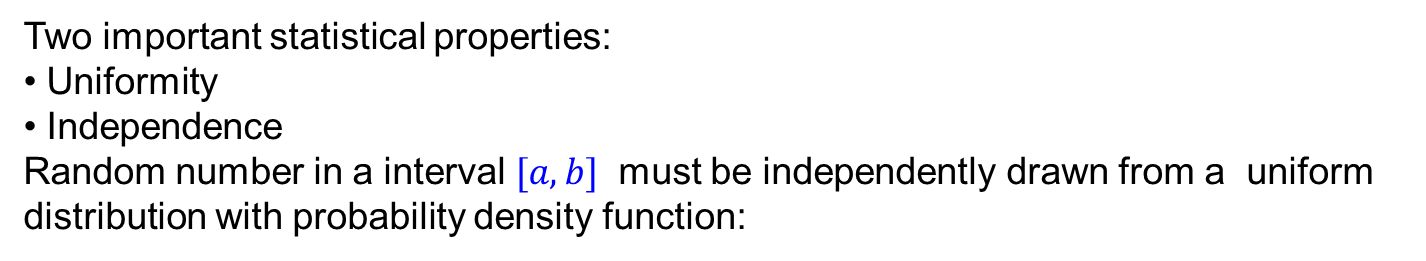 Two important statistical properties:
• Uniformity
• Independence
Random number in a interval [a, b] must be independently drawn from a uniform
distribution with probability density function: